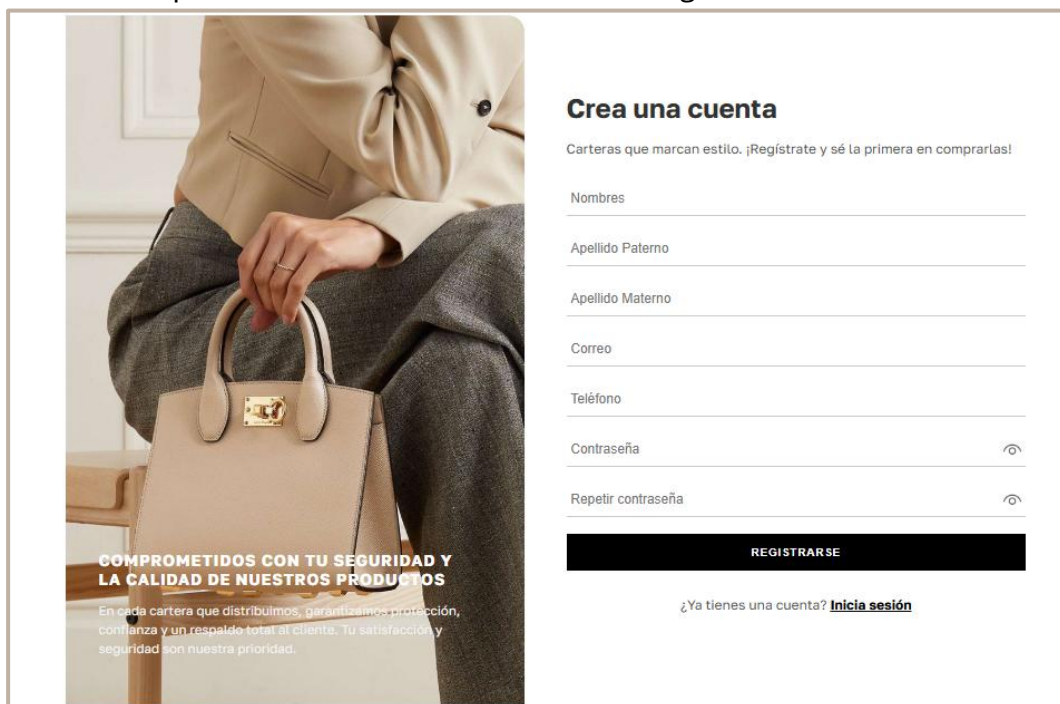 Crea una cuenta
Carteras que marcan estilo. ¡Regístrate y sé la primera en comprarlas!
Nombres
Apellido Paterno
Apellido Materno
Correo
Teléfono
Contraseña
Repetir contraseña
REGISTRARSE
¿Ya tienes una cuenta? Inicia sesión
COMPROMETIDOS CON TU SEGURIDAD Y
LA CALIDAD DE NUESTROS PRODUCTOS
En cada cartera que distribuimos, garantizamos protección,
confianza y un respaldo total al cliente. Tu satisfacción y
seguridad son nuestra prioridad.